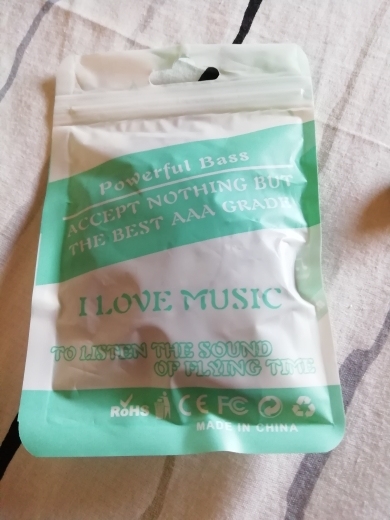 Powerful Bass
ACCEPT NOTHING BUT
THE BEST AAA GRADE
I LOVE MUSIC
TO LISTEN THE SOUND
OF FLYING TIME
RoHS CE FC
MADE IN CHINA